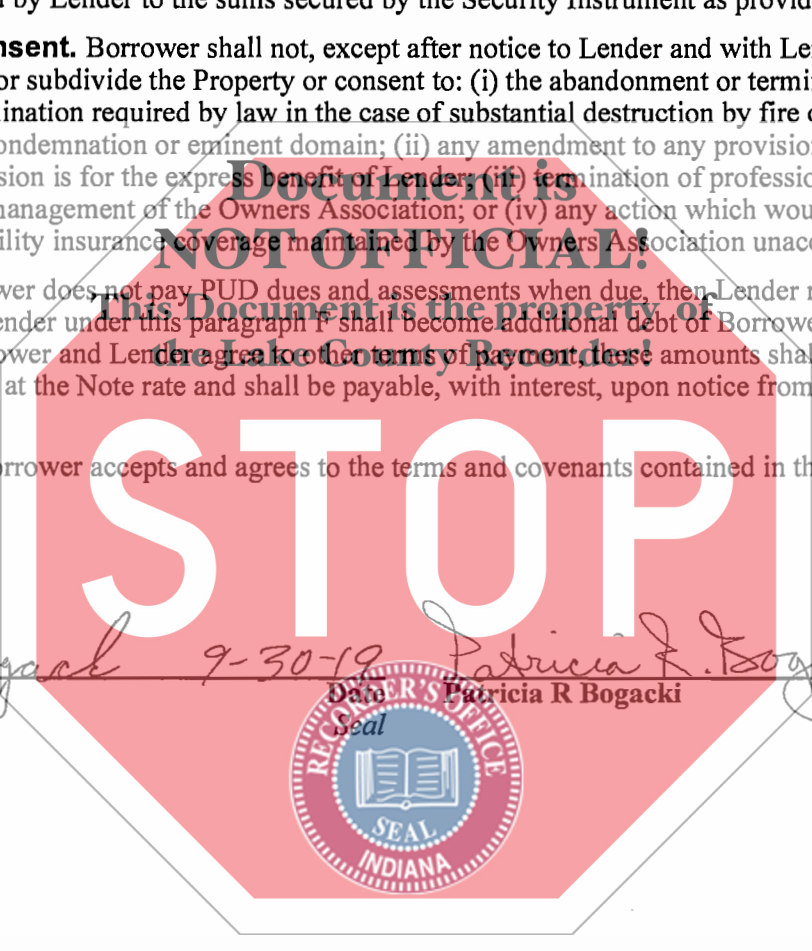 by Lender to the sums secured by the Security Instrument as provid
nsent. Borrower shall not, except after notice to Lender and with Le
or subdivide the Property or consent to: (i) the abandonment or termi
ination required by law in the case of substantial destruction by fire
ondemnation or eminent domain; (ii) any amendment to any provision
sion is for the express benefit of Lender; (iii) termination of professio
management of the Owners Association; or (iv) any action which wou
ility insurance coverage maintained by the Owners Association unacc
Document is
NOT OFFICIAL!
This Document is the property of
the Lake County Recorder!
wer does not pay PUD dues and assessments when due, then Lender
ender under this paragraph F shall become additional debt of Borrowe
ower and Lender agree to other terms of payment, these amounts shal
at the Note rate and shall be payable, with interest, upon notice from
STOP
orrower accepts and agrees to the terms and covenants contained in th
9-30-19 Patricia R. Bog
Date Patricia R Bogacki
Seal
RECORDER'S OFFICE
SEAL
INDIANA